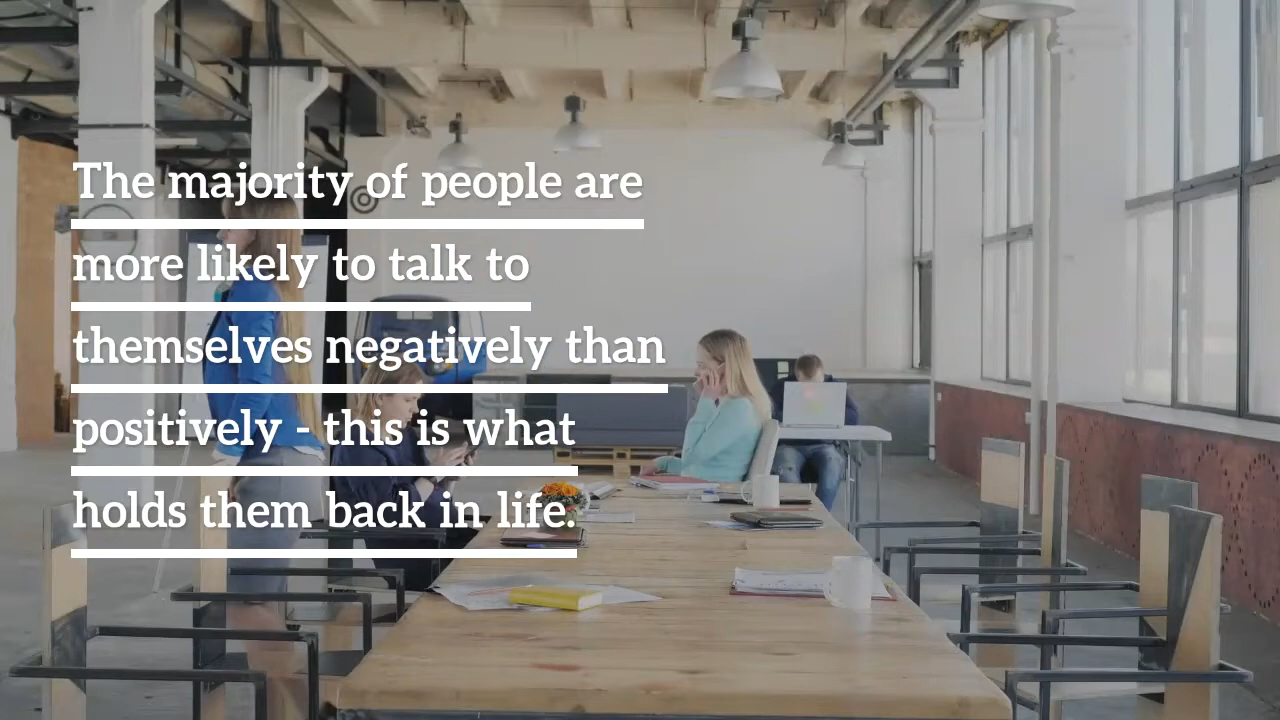 The majority of people are
more likely to talk to
themselves negatively than
positively - this is what
holds them back in life.